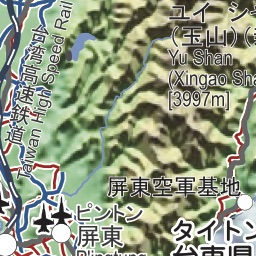 ユイ シ
(玉山)
Yu Shan
(Xingao Sha
[3997m]
台湾高速鉄道
Taiwan High Speed Rail
屏東空軍基地
ピントン
屏東
Pingtung
タイトン
台東県